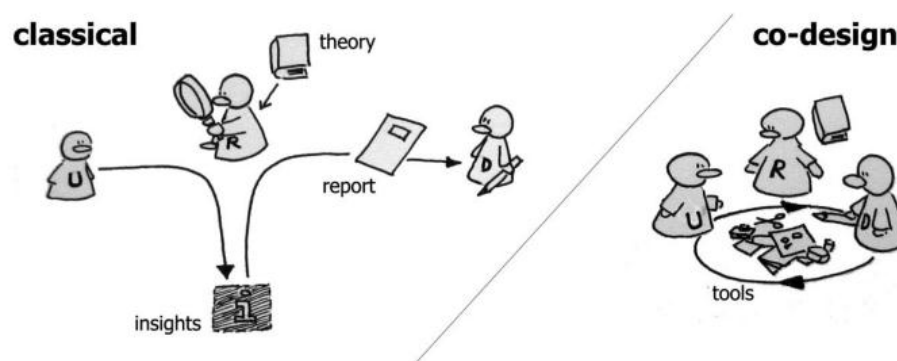 classical
theory
R
U
D
report
i
insights
co-design
R
U
D
tools